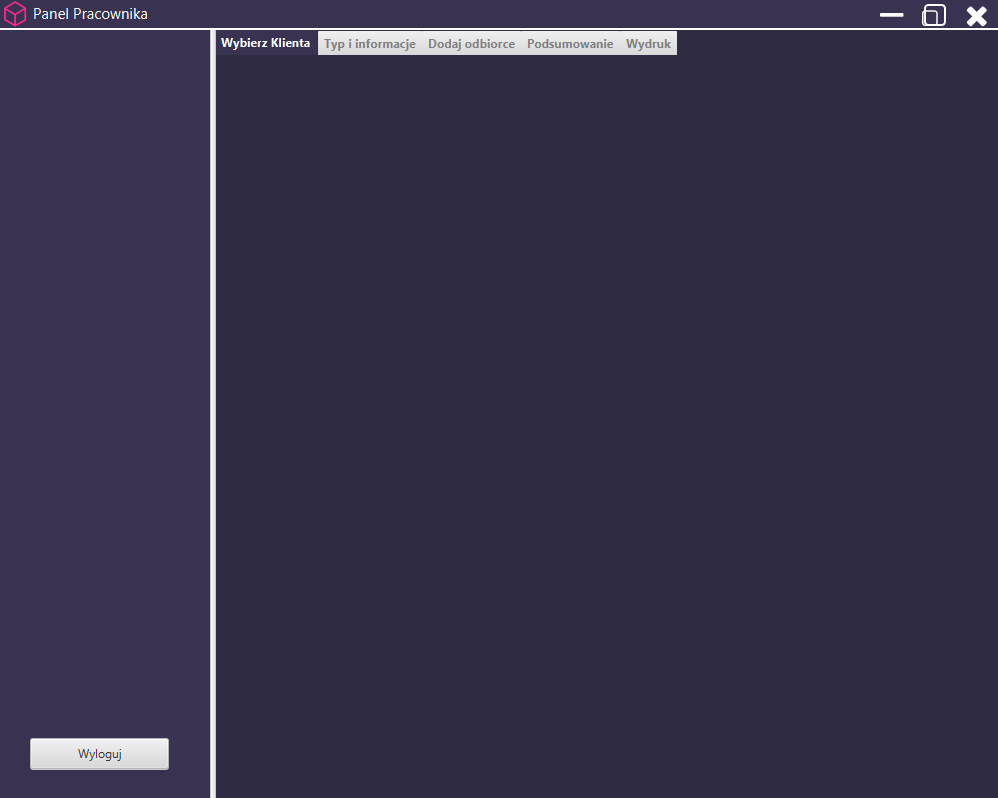 Panel Pracownika
Wybierz Klienta Typ i informacje Dodaj odbiorce Podsumowanie Wydruk
Wyloguj